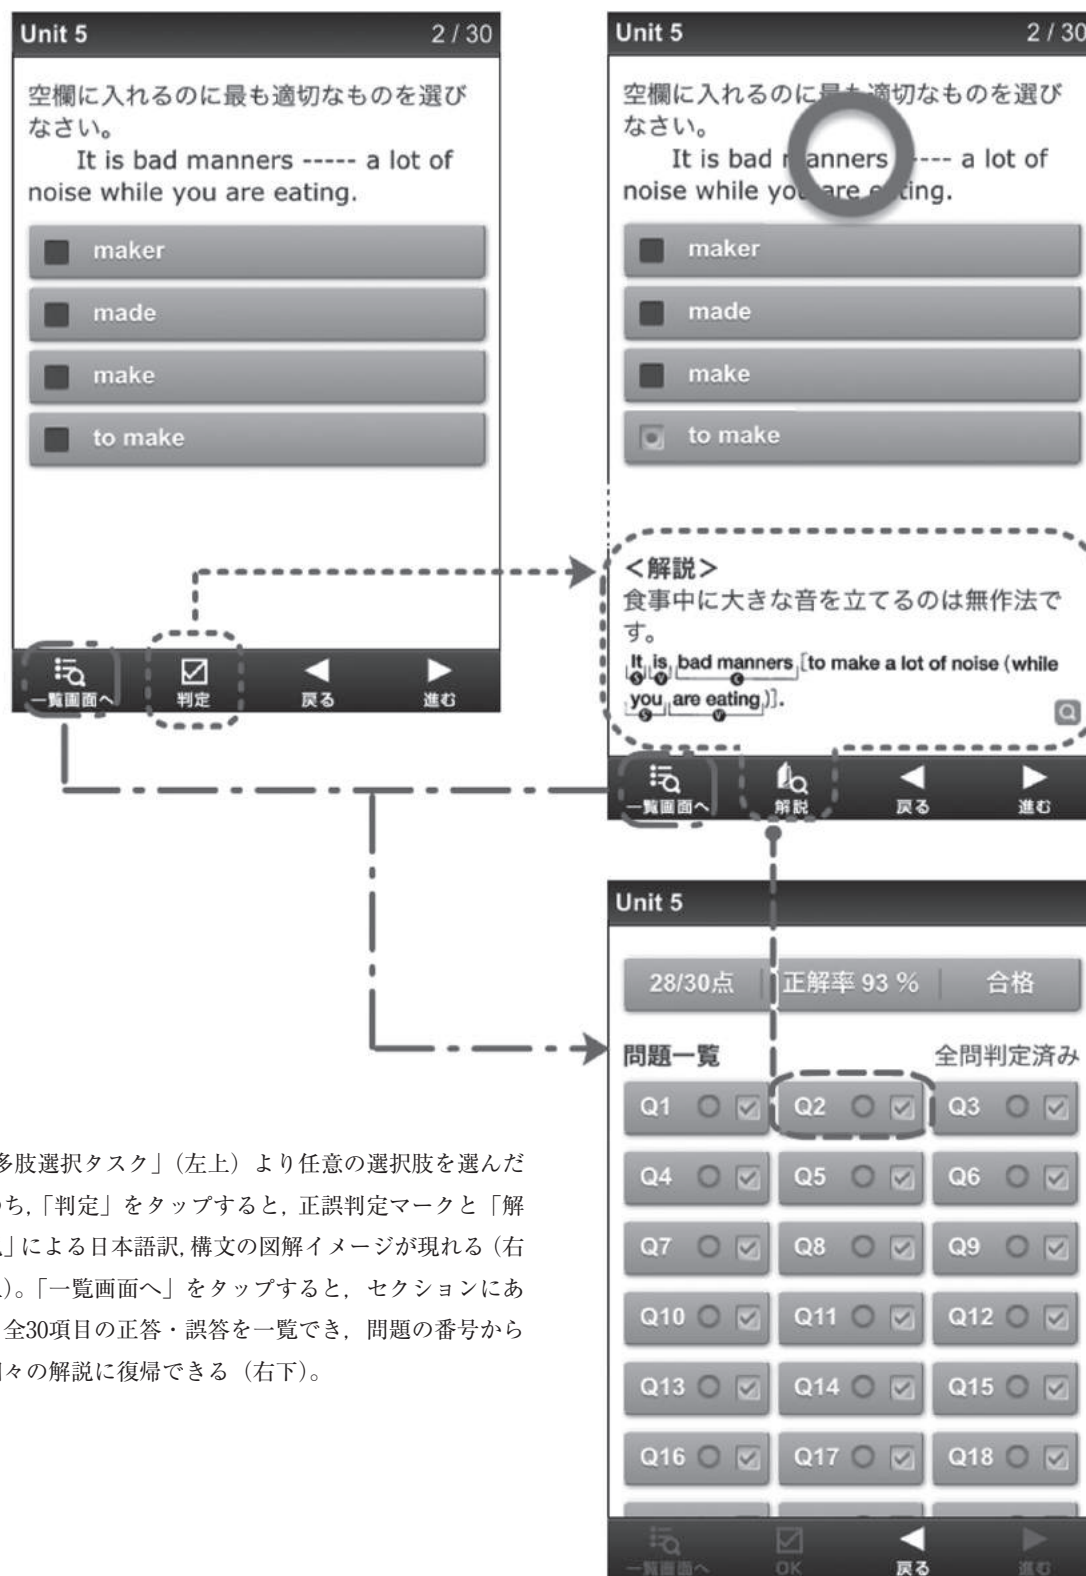 Unit 5 2 / 30
空欄に入れるのに最も適切なものを選び
なさい。
It is bad manners ----- a lot of
noise while you are eating.
maker
made
make
to make
一覧画面へ 判定 戻る 進む
Unit 5 2 / 30
空欄に入れるのに最も適切なものを選び
なさい。
It is bad manners ---- a lot of
noise while you are eating.
maker
made
make
to make
＜解説＞
食事中に大きな音を立てるのは無作法で
す。
It is bad manners [to make a lot of noise (while
S V C
you are eating)].
S V
一覧画面へ 解説 戻る 進む
Unit 5
28/30点 正解率 93 % 合格
問題一覧 全問判定済み
Q1 Q2 Q3
Q4 Q5 Q6
Q7 Q8 Q9
Q10 Q11 Q12
Q13 Q14 Q15
Q16 Q17 Q18
一覧画面へ OK 戻る 進む
多肢選択タスク」（左上）より任意の選択肢を選んだ
ち，「判定」をタップすると，正誤判定マークと「解
」による日本語訳，構文の図解イメージが現れる（右
）。「一覧画面へ」をタップすると，セクションにあ
全30項目の正答・誤答を一覧でき，問題の番号から
々の解説に復帰できる（右下）。